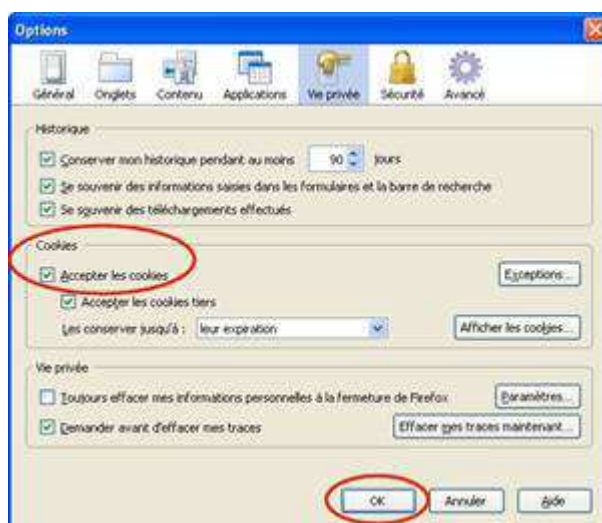 Options
Général Onglets Contenu Applications Vie privée Sécurité Avancé
Historique
Conserver mon historique pendant au moins 90 jours
Se souvenir des informations saisies dans les formulaires et la barre de recherche
Se souvenir des téléchargements effectués
Cookies
Accepter les cookies Exceptions...
Accepter les cookies tiers
Les conserver jusqu'à : leur expiration Afficher les cookies...
Vie privée
Toujours effacer mes informations personnelles à la fermeture de Firefox Paramètres...
Demander avant d'effacer mes traces Effacer mes traces maintenant...
OK Annuler Aide